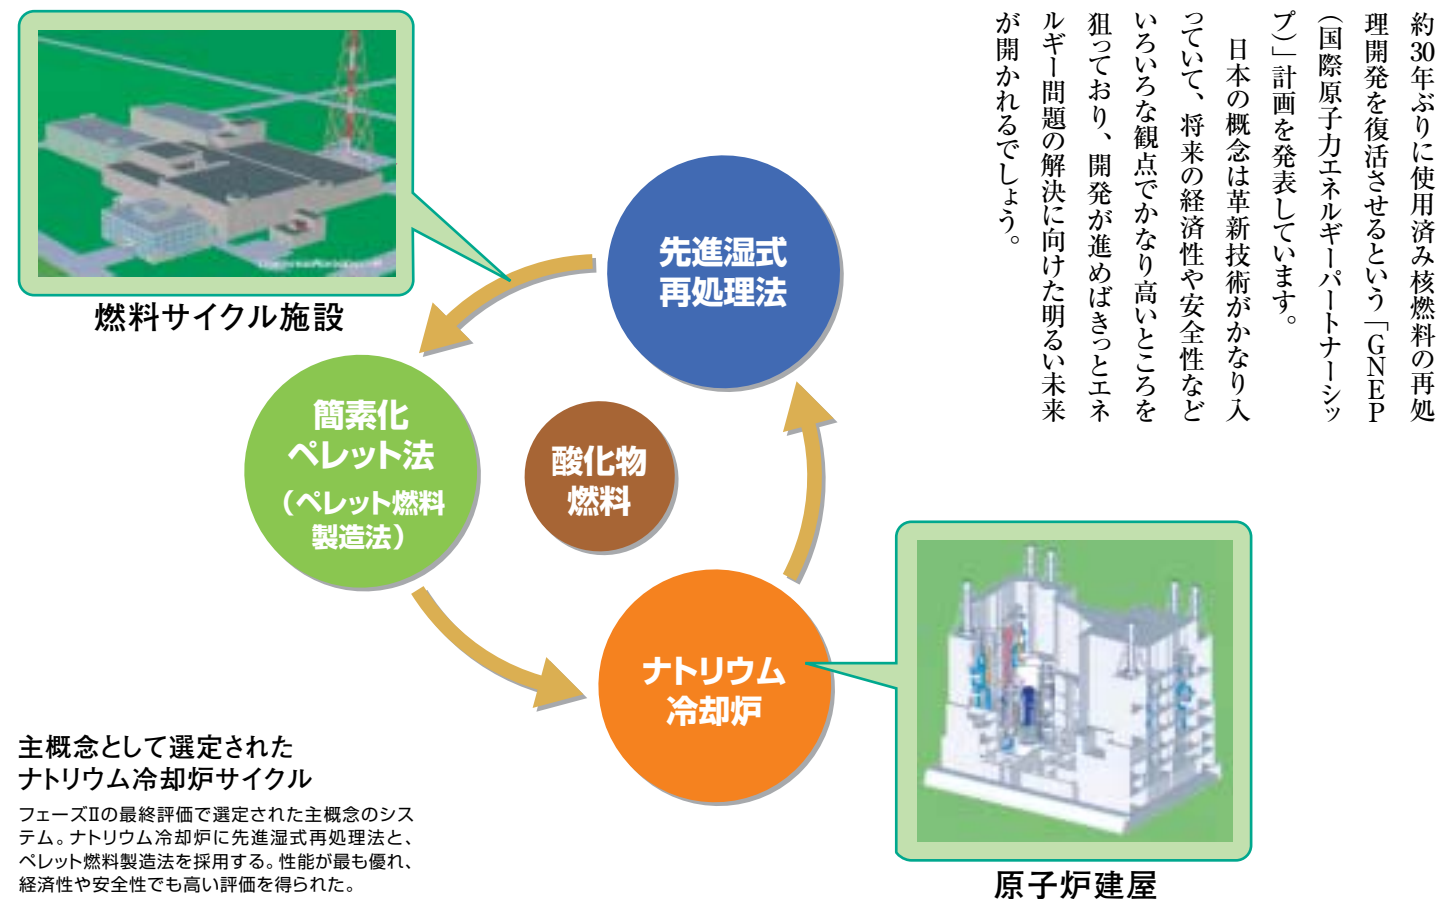 約30年ぶりに使用済み核燃料の再処
理開発を復活させるという「GNEP
（国際原子力エネルギーパートナーシッ
プ）」計画を発表しています。
日本の概念は革新技術がかなり入
っていて、将来の経済性や安全性など
いろいろな観点でかなり高いところを
狙っており、開発が進めばきっとエネ
ルギー問題の解決に向けた明るい未来
が開かれるでしょう。
燃料サイクル施設
先進湿式
再処理法
簡素化
ペレット法
（ペレット燃料
製造法）
酸化物
燃料
ナトリウム
冷却炉
原子炉建屋
主概念として選定された
ナトリウム冷却炉サイクル
フェーズⅡの最終評価で選定された主概念のシス
テム。ナトリウム冷却炉に先進湿式再処理法と、
ペレット燃料製造法を採用する。性能が最も優れ、
経済性や安全性でも高い評価を得られた。